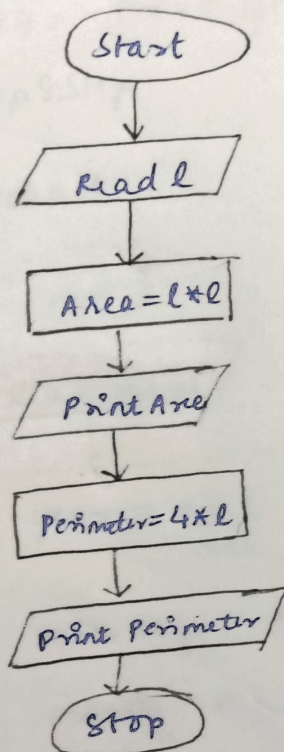 Start
Read l
Area = l * l
Print Area
Perimeter = 4 * l
Print Perimeter
Stop